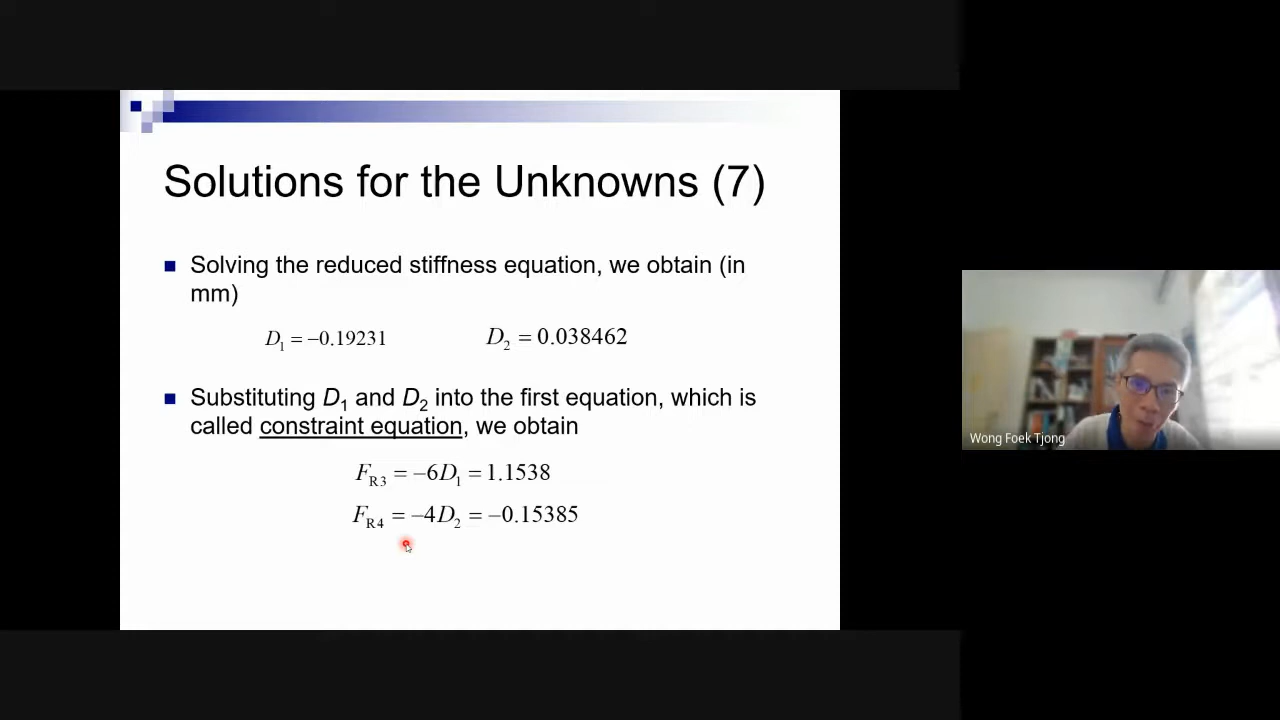 Solutions for the Unknowns (7)
Solving the reduced stiffness equation, we obtain (in
mm)
D₁ = −0.19231 D₂ = 0.038462
Substituting D₁ and D₂ into the first equation, which is
called constraint equation, we obtain
F_R3 = −6D₁ = 1.1538
F_R4 = −4D₂ = −0.15385
Wong Foek Tjong